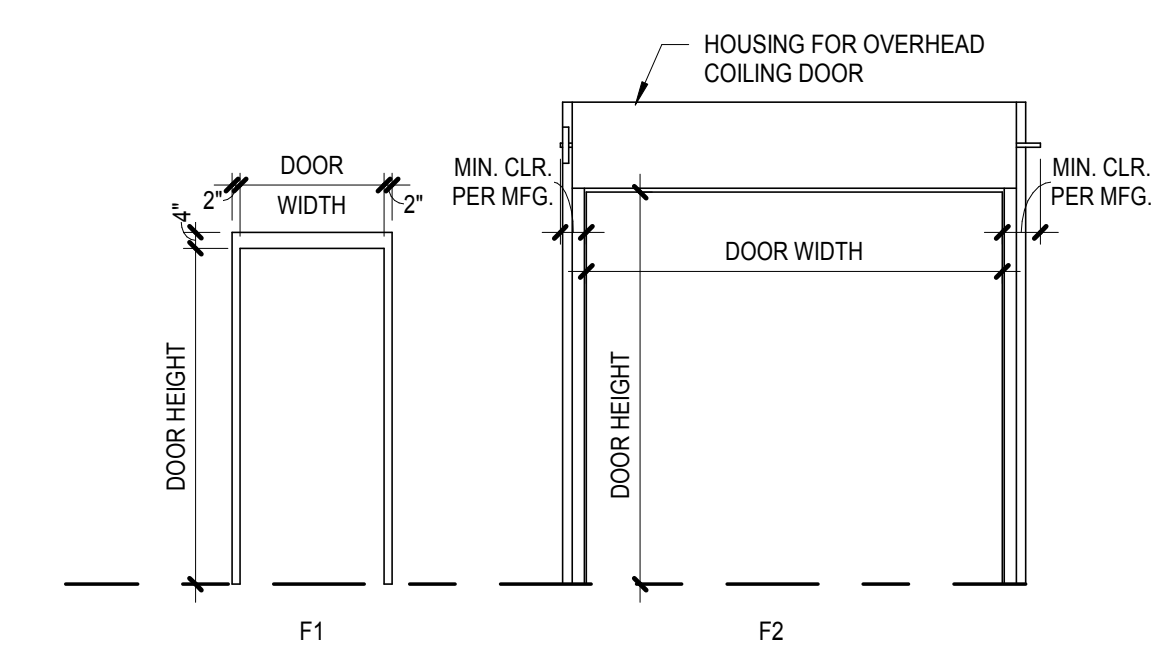 HOUSING FOR OVERHEAD
COILING DOOR
DOOR
WIDTH
2"
2"
4"
DOOR HEIGHT
F1
MIN. CLR.
PER MFG.
MIN. CLR.
PER MFG.
DOOR WIDTH
DOOR HEIGHT
F2